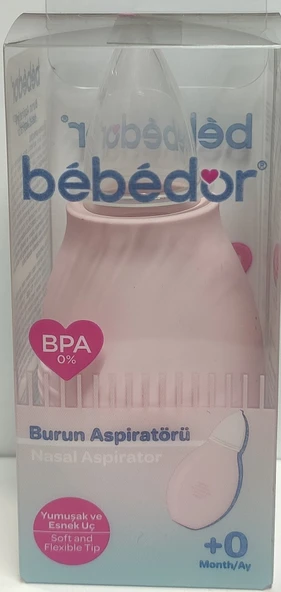 bébédor
bébédor®
BPA
0%
Burun Aspiratörü
Nasal Aspirator
Yumuşak ve
Esnek Uç
Soft and
Flexible Tip
+0
Month/Ay